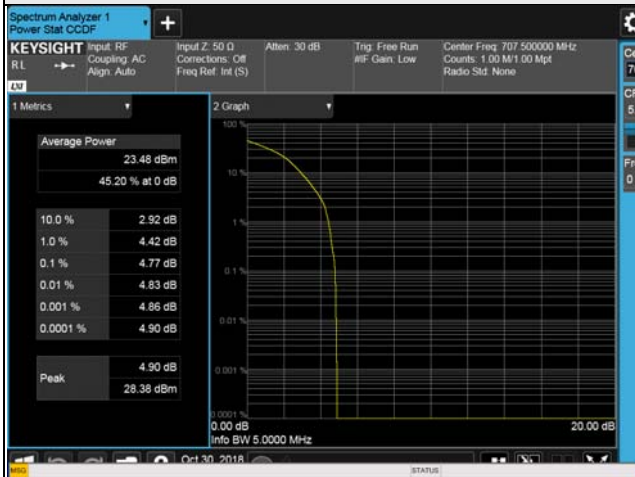 Spectrum Analyzer 1
Power Stat CCDF
KEYSIGHT
RL
LXI
Input: RF
Coupling: AC
Align: Auto
Input Z: 50 Ω
Corrections: Off
Freq Ref: Int (S)
Atten: 30 dB
Trig: Free Run
#IF Gain: Low
Center Freq: 707.500000 MHz
Counts: 1.00 M/1.00 Mpt
Radio Std: None
1 Metrics
Average Power
23.48 dBm
45.20 % at 0 dB
10.0 % 2.92 dB
1.0 % 4.42 dB
0.1 % 4.77 dB
0.01 % 4.83 dB
0.001 % 4.86 dB
0.0001 % 4.90 dB
Peak 4.90 dB
28.38 dBm
2 Graph
100 %
10 %
1 %
0.1 %
0.01 %
0.001 %
0.0001 %
0.00 dB 20.00 dB
Info BW 5.0000 MHz
Oct 30, 2018
MSG STATUS